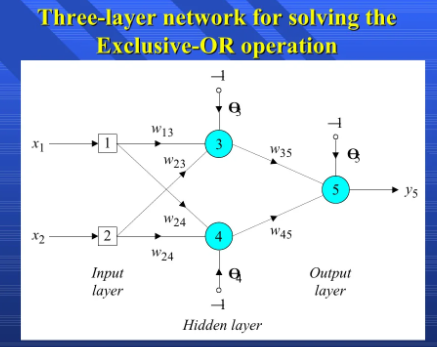 Three-layer network for solving the
Exclusive-OR operation
−1
θ3
x1
1
w13
3
w23
w35
−1
θ5
5
y5
x2
2
w24
w24
4
w45
θ4
−1
Input
layer
Output
layer
Hidden layer